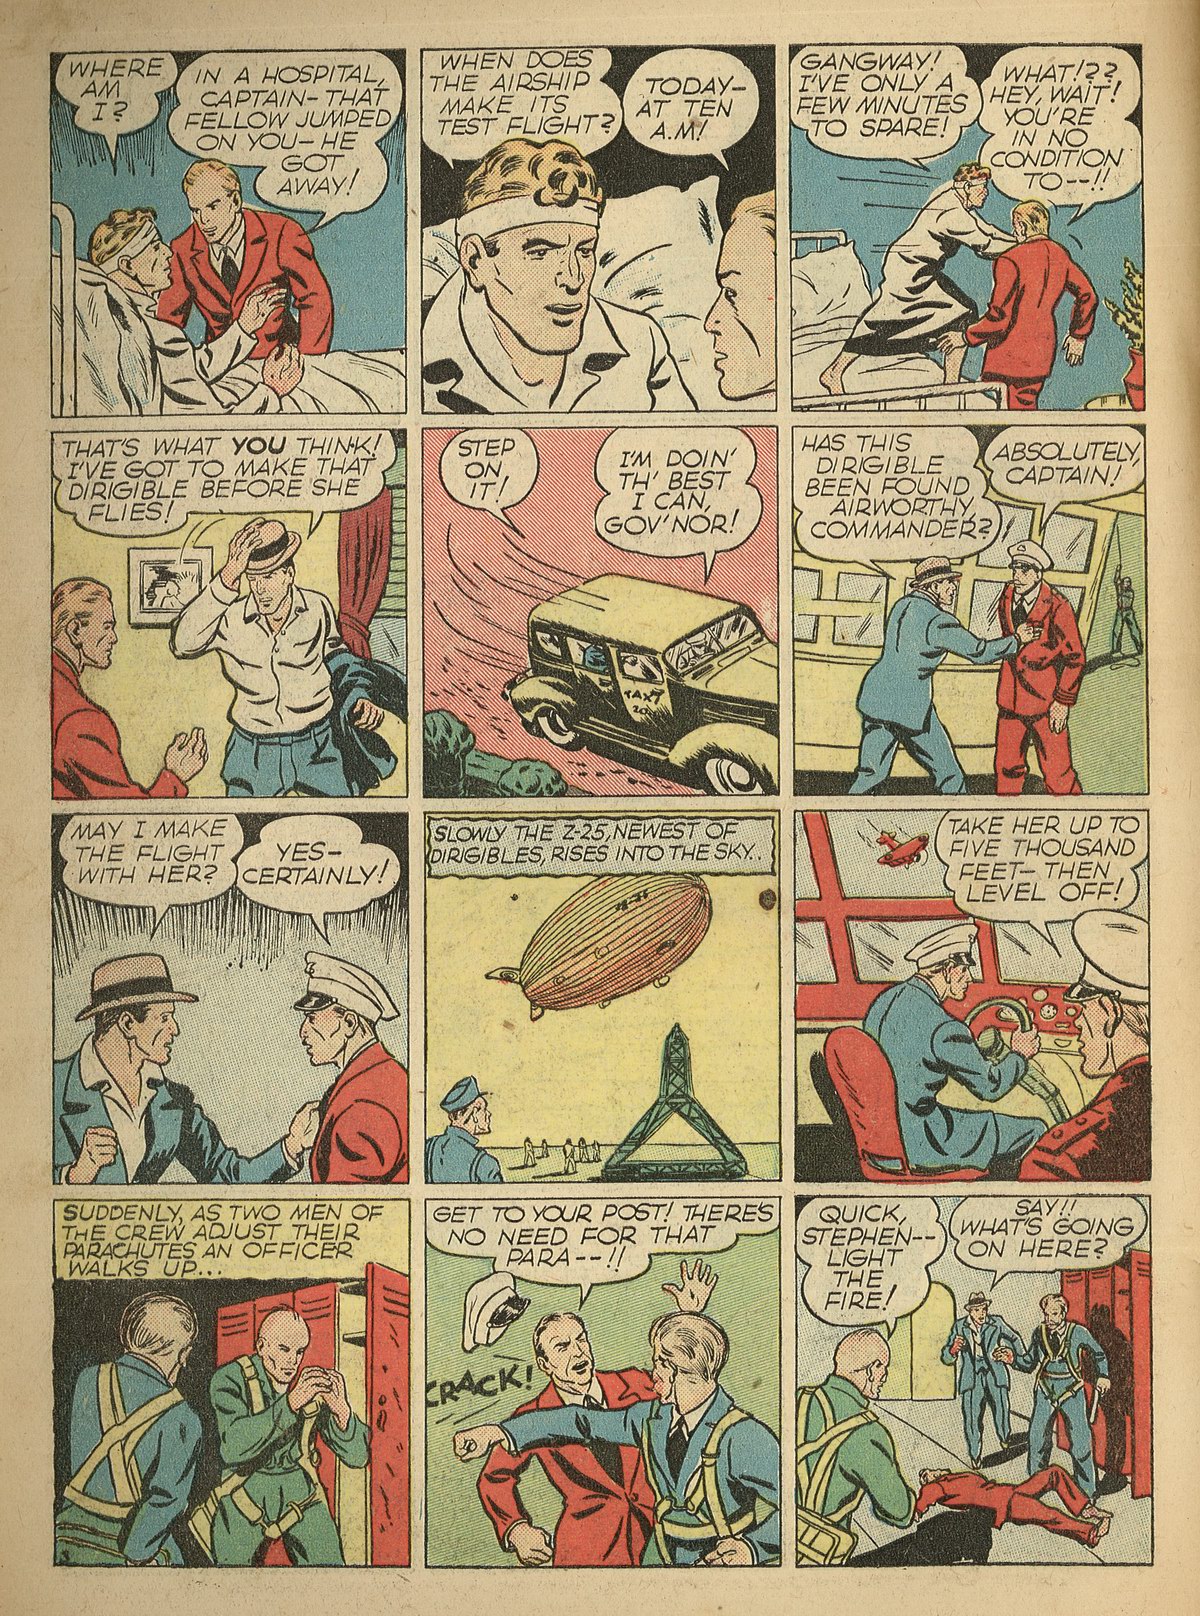 WHERE
AM
I?
IN A HOSPITAL,
CAPTAIN-THAT
FELLOW JUMPED
ON YOU-HE
GOT
AWAY!
WHEN DOES
THE AIRSHIP
MAKE ITS
TEST FLIGHT?
TODAY-
AT TEN
A.M!
GANGWAY!
I'VE ONLY A
FEW MINUTES
TO SPARE!
WHAT!??
HEY, WAIT!
YOU'RE
IN NO
CONDITION
TO--!!
THAT'S WHAT YOU THINK!
I'VE GOT TO MAKE THAT
DIRIGIBLE BEFORE SHE
FLIES!
STEP
ON
IT!
I'M DOIN'
TH' BEST
I CAN,
GOV'NOR!
TAXI
HAS THIS
DIRIGIBLE
BEEN FOUND
AIRWORTHY,
COMMANDER?
ABSOLUTELY,
CAPTAIN!
MAY I MAKE
THE FLIGHT
WITH HER?
YES-
CERTAINLY!
SLOWLY THE Z-25, NEWEST OF
DIRIGIBLES, RISES INTO THE SKY..
Z-25
TAKE HER UP TO
FIVE THOUSAND
FEET-THEN
LEVEL OFF!
SUDDENLY, AS TWO MEN OF
THE CREW ADJUST THEIR
PARACHUTES AN OFFICER
WALKS UP...
GET TO YOUR POST! THERE'S
NO NEED FOR THAT
PARA--!!
CRACK!
QUICK,
STEPHEN--
LIGHT
THE
FIRE!
SAY!!
WHAT'S GOING
ON HERE?